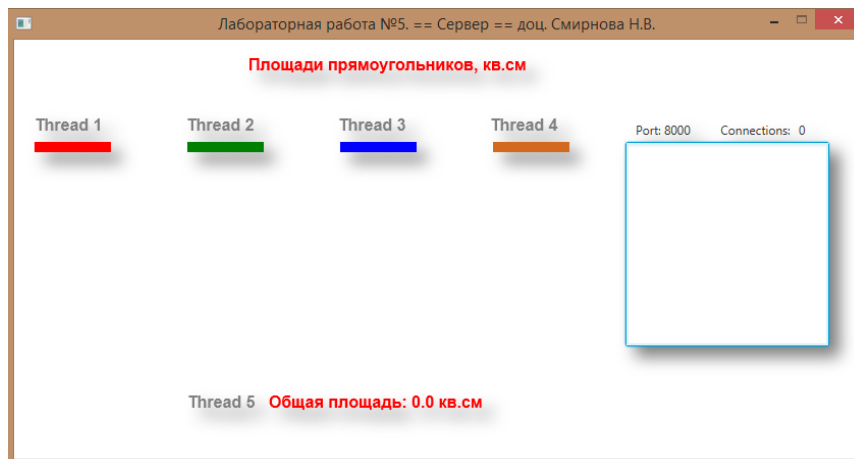 Лабораторная работа №5. == Сервер == доц. Смирнова Н.В.
Площади прямоугольников, кв.см
Thread 1 Thread 2 Thread 3 Thread 4
Port: 8000 Connections: 0
Thread 5 Общая площадь: 0.0 кв.см